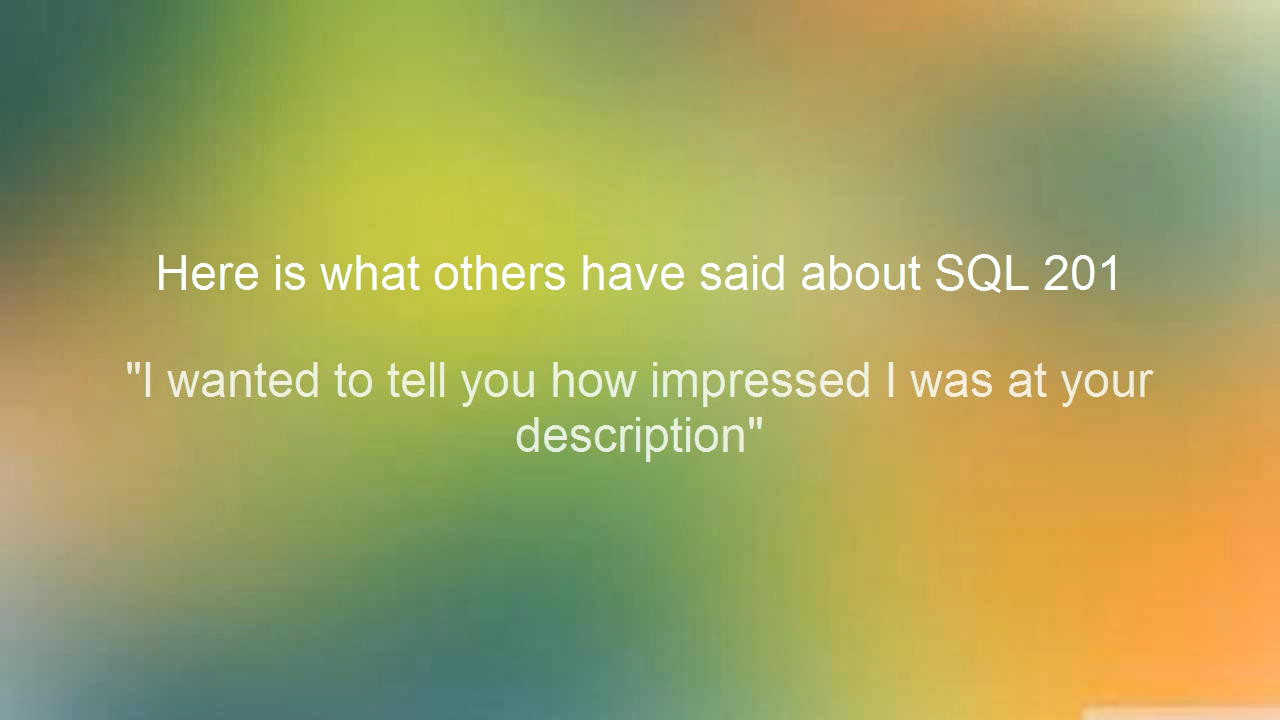 Here is what others have said about SQL 201
"I wanted to tell you how impressed I was at your
description"